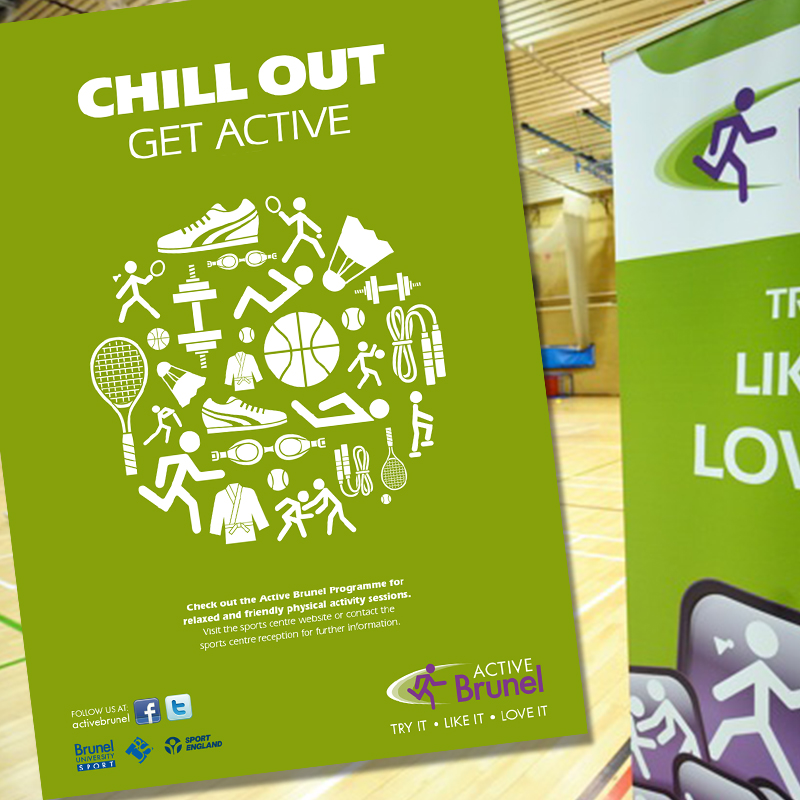 CHILL OUT
GET ACTIVE
Check out the Active Brunel Programme for
relaxed and friendly physical activity sessions.
Visit the sports centre website or contact the
sports centre reception for further information.
FOLLOW US AT:
activebrunel
ACTIVE
Brunel
TRY IT • LIKE IT • LOVE IT
Brunel
UNIVERSITY
SPORT
SPORT
ENGLAND
TR
LIK
LOV